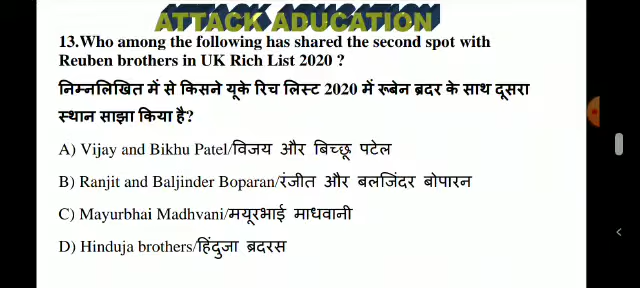 ATTACK ADUCATION
13.Who among the following has shared the second spot with
Reuben brothers in UK Rich List 2020 ?
निम्नलिखित में से किसने यूके रिच लिस्ट 2020 में रूबेन ब्रदर के साथ दूसरा
स्थान साझा किया है?
A) Vijay and Bikhu Patel/विजय और बिच्छू पटेल
B) Ranjit and Baljinder Boparan/रंजीत और बलजिंदर बोपारन
C) Mayurbhai Madhvani/मयूरभाई माधवानी
D) Hinduja brothers/हिंदुजा ब्रदरस